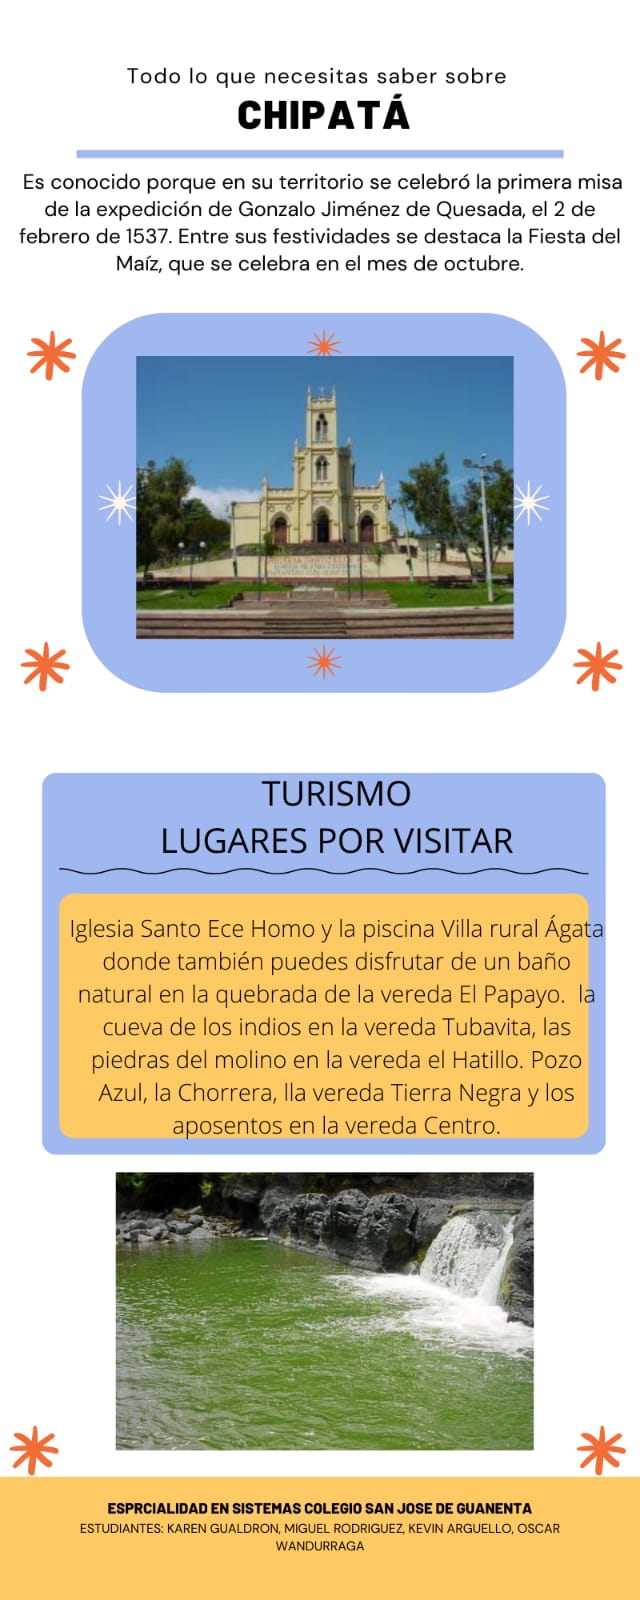 Todo lo que necesitas saber sobre
CHIPATÁ
Es conocido porque en su territorio se celebró la primera misa
de la expedición de Gonzalo Jiménez de Quesada, el 2 de
febrero de 1537. Entre sus festividades se destaca la Fiesta del
Maíz, que se celebra en el mes de octubre.
TURISMO
LUGARES POR VISITAR
Iglesia Santo Ece Homo y la piscina Villa rural Ágata
donde también puedes disfrutar de un baño
natural en la quebrada de la vereda El Papayo.  la
cueva de los indios en la vereda Tubavita, las
piedras del molino en la vereda el Hatillo. Pozo
Azul, la Chorrera, lla vereda Tierra Negra y los
aposentos en la vereda Centro.
ESPRCIALIDAD EN SISTEMAS COLEGIO SAN JOSE DE GUANENTA
ESTUDIANTES: KAREN GUALDRON, MIGUEL RODRIGUEZ, KEVIN ARGUELLO, OSCAR
WANDURRAGA